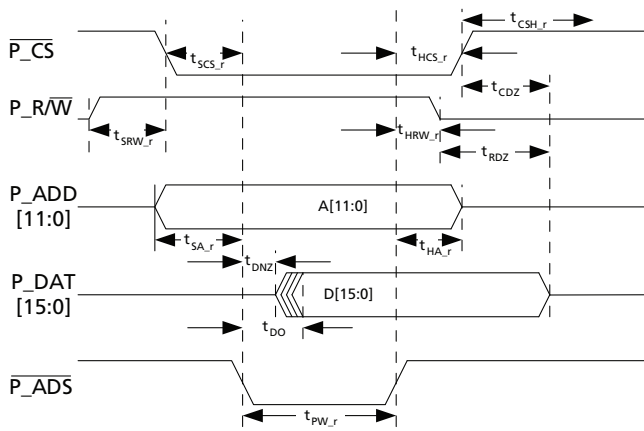 t_CSH_r
P_CS
t_SCS_r
t_HCS_r
t_CDZ
P_R/W
t_SRW_r
t_HRW_r
t_RDZ
P_ADD
[11:0]
A[11:0]
t_SA_r
t_HA_r
t_DNZ
P_DAT
[15:0]
D[15:0]
t_DO
P_ADS
t_PW_r